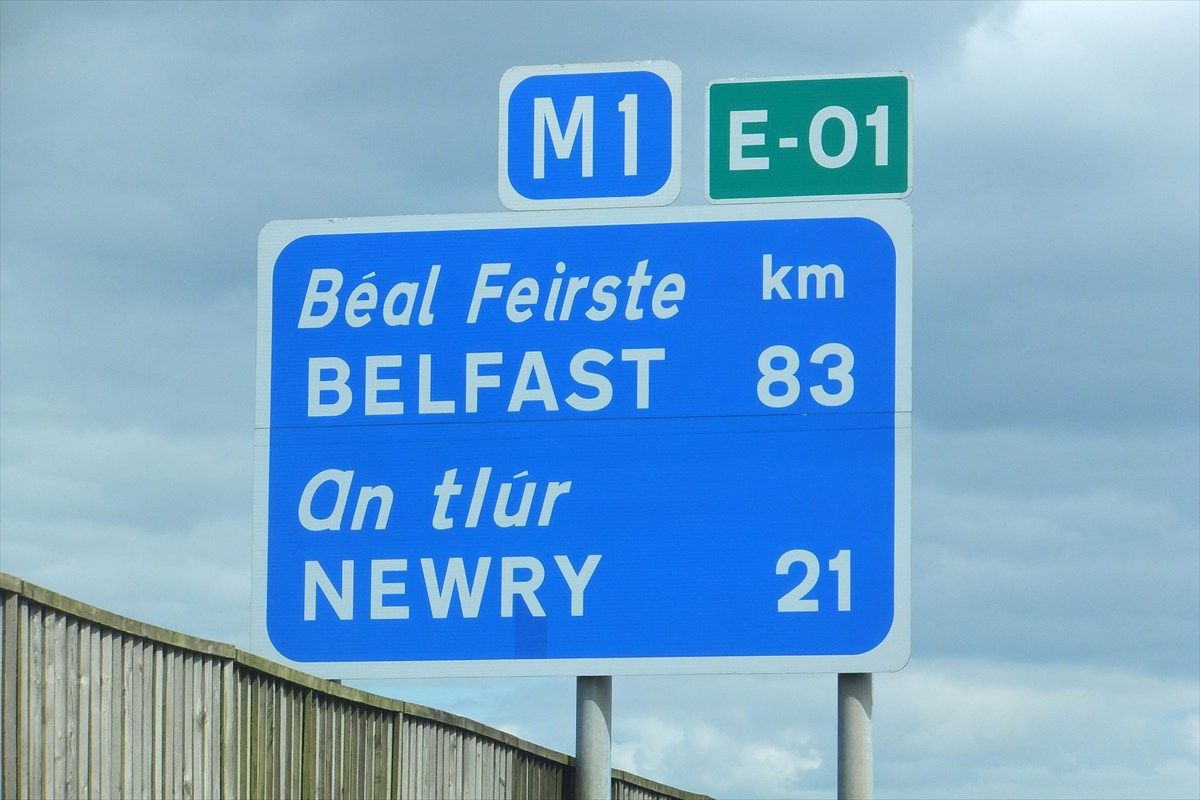 M1 E-01
Béal Feirste km
BELFAST 83
An tIúr
NEWRY 21